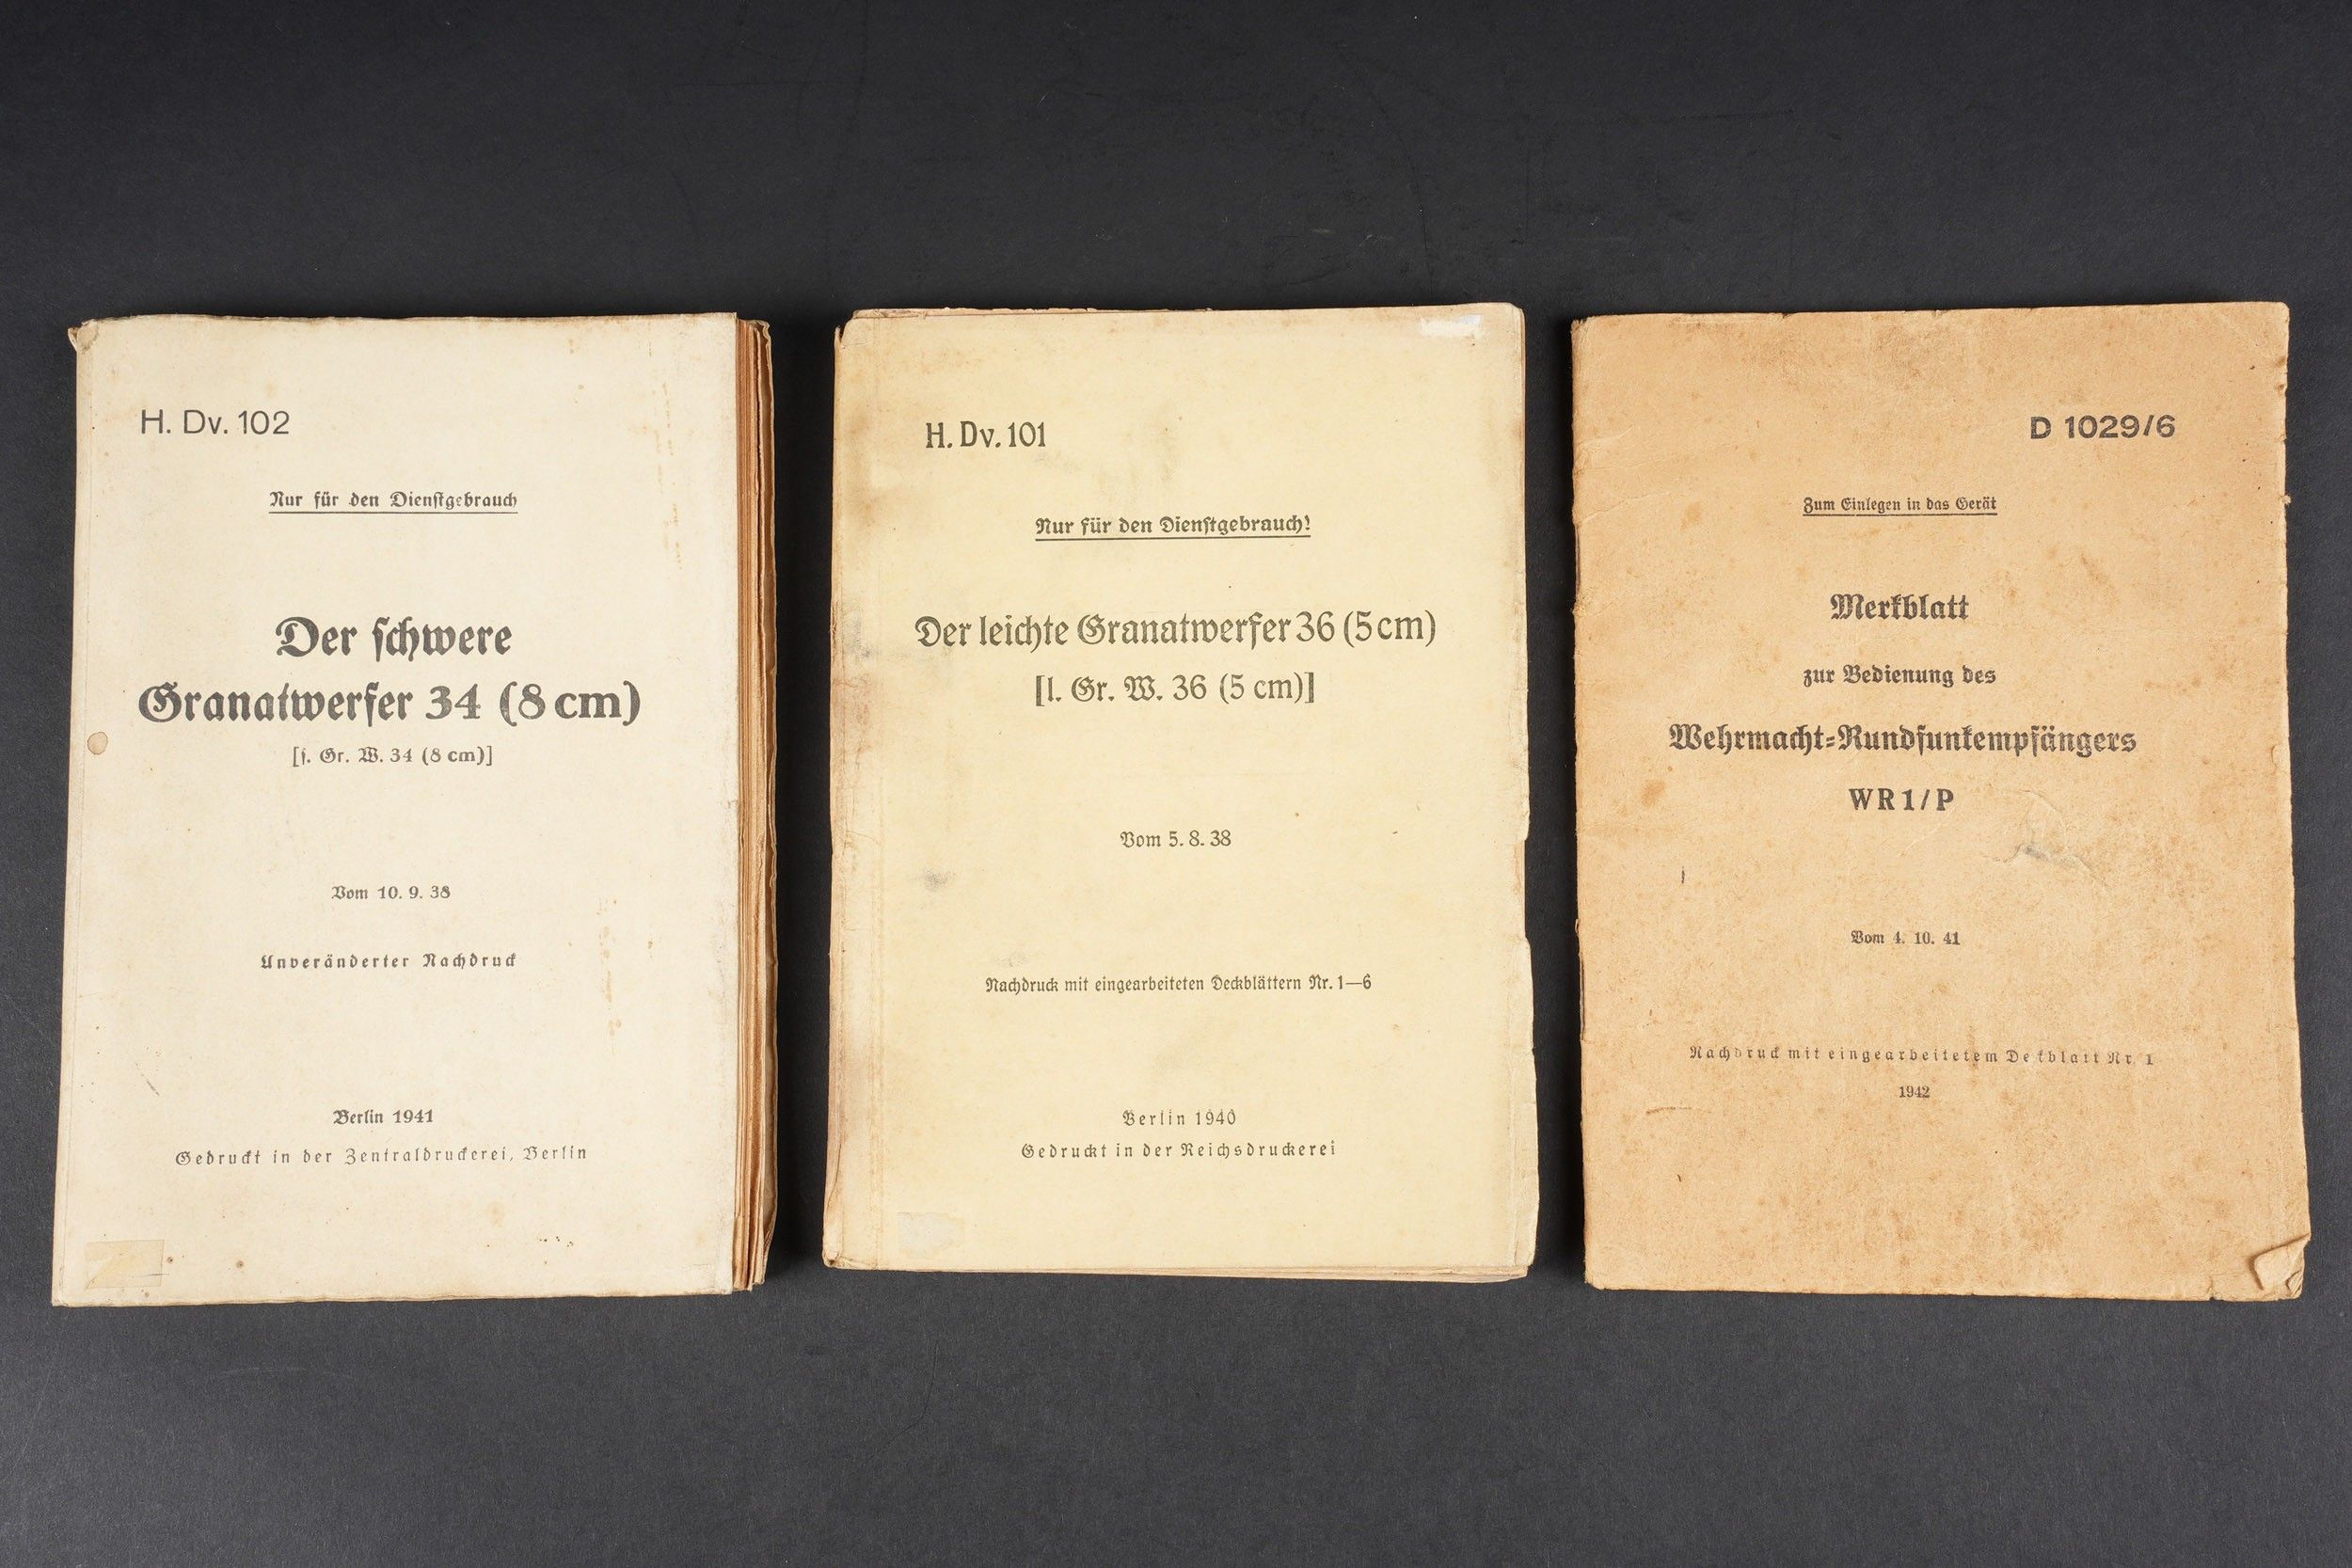 H. Dv. 102
Nur für den Dienſtgebrauch
Der ſchwere
Granatwerfer 34 (8 cm)
[ſ. Gr. W. 34 (8 cm)]
Vom 10. 9. 38
Unveränderter Nachdruck
Berlin 1941
Gedruckt in der Zentraldruckerei, Berlin
H. Dv. 101
Nur für den Dienſtgebrauch!
Der leichte Granatwerfer 36 (5 cm)
[l. Gr. W. 36 (5 cm)]
Vom 5. 8. 38
Nachdruck mit eingearbeiteten Deckblättern Nr. 1—6
Berlin 1940
Gedruckt in der Reichsdruckerei
D 1029/6
Zum Einlegen in das Gerät
Merkblatt
zur Bedienung des
Wehrmacht=Rundfunkempfängers
WR 1/P
Vom 4. 10. 41
Nachdruck mit eingearbeitetem Deckblatt Nr. 1
1942